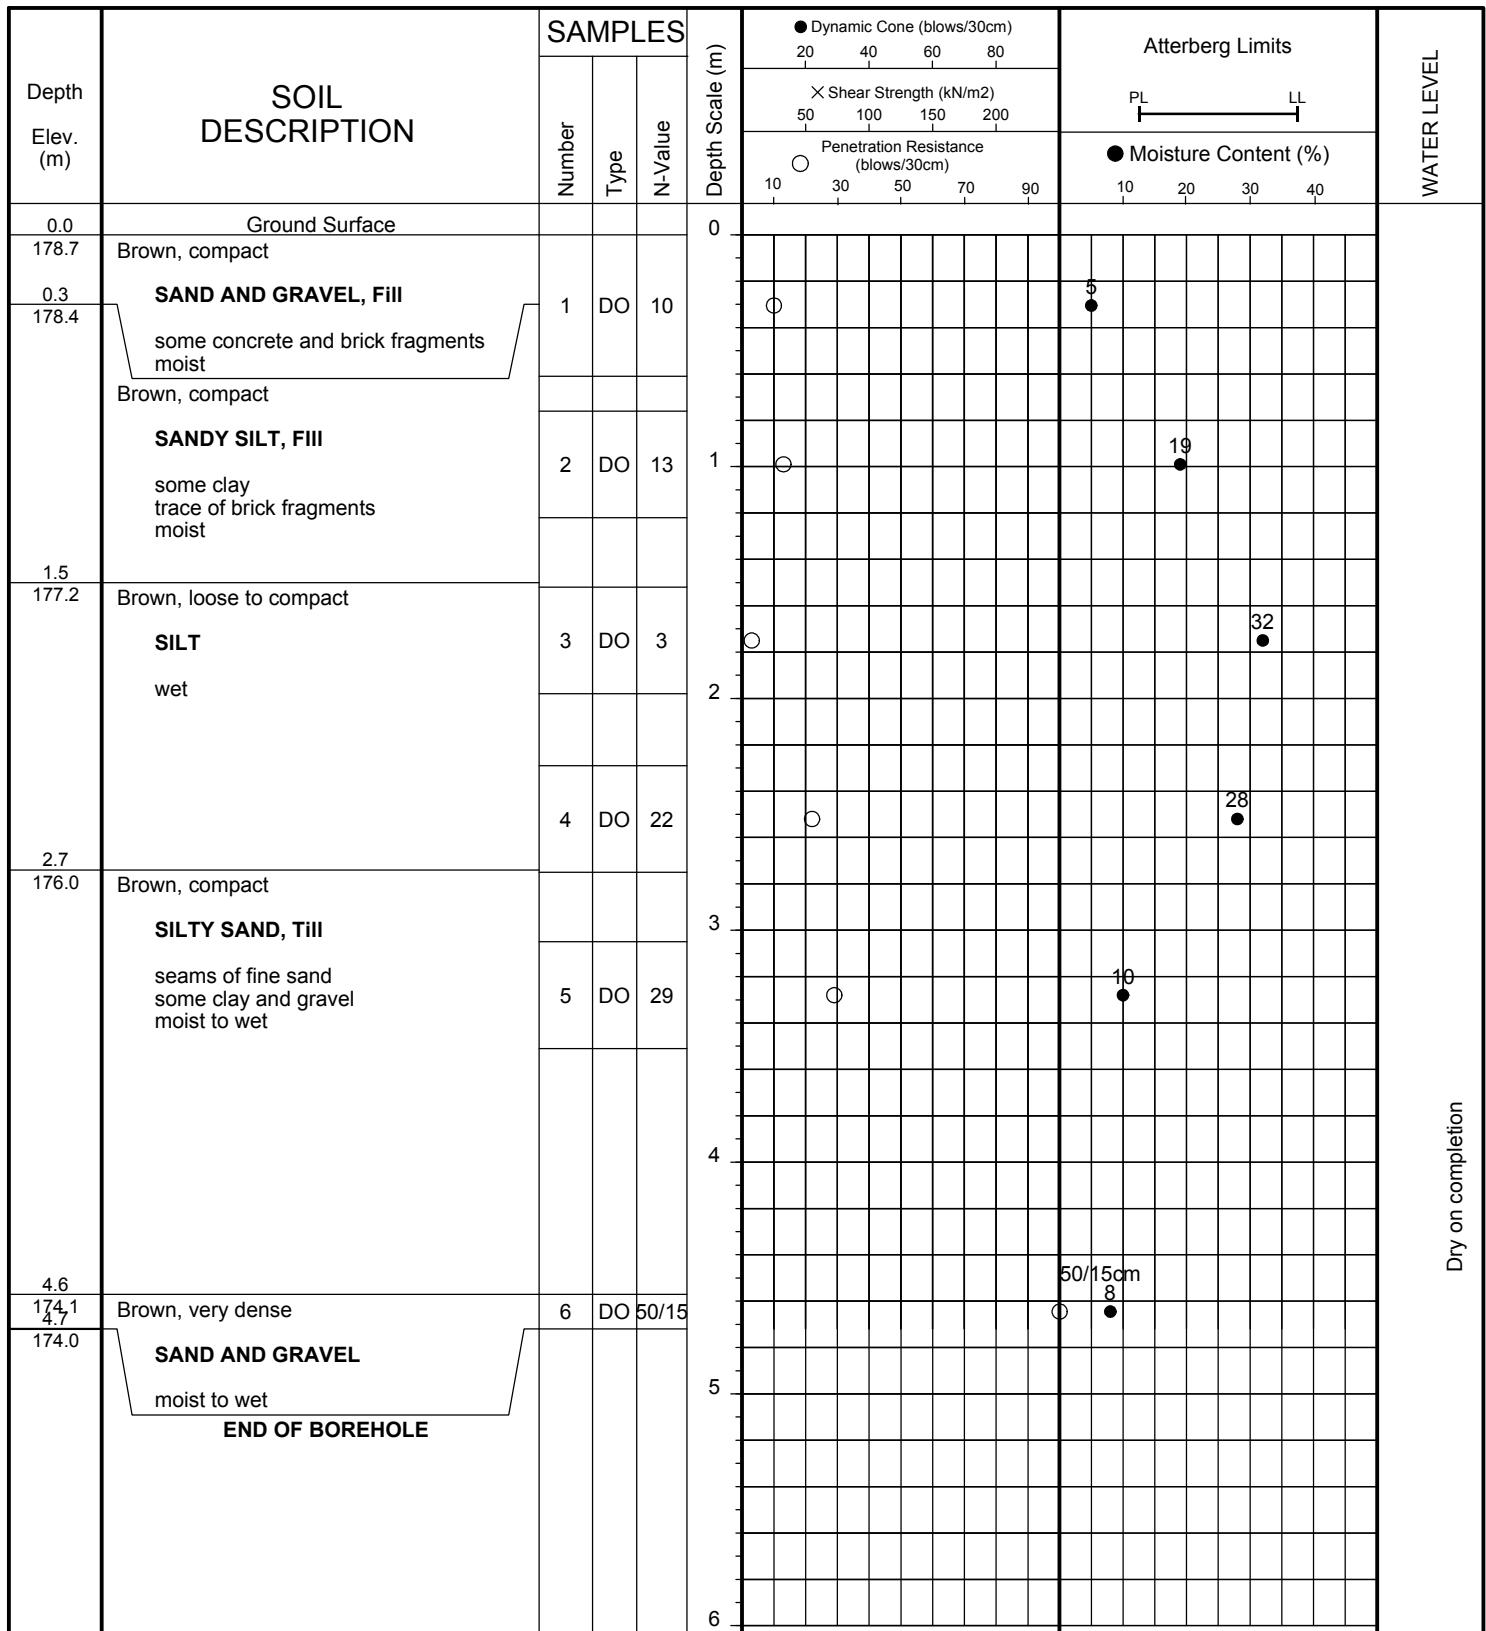 Depth
Elev.
(m)
SOIL
DESCRIPTION
SAMPLES
Number
Type
N-Value
Depth Scale (m)
Dynamic Cone (blows/30cm)
20 40 60 80
Shear Strength (kN/m2)
50 100 150 200
Penetration Resistance
(blows/30cm)
10 30 50 70 90
Atterberg Limits
PL LL
Moisture Content (%)
10 20 30 40
WATER LEVEL
0.0 Ground Surface 0
178.7 Brown, compact
0.3 SAND AND GRAVEL, Fill 1 DO 10 5
178.4
some concrete and brick fragments
moist
Brown, compact
SANDY SILT, FIll
2 DO 13 1 19
some clay
trace of brick fragments
moist
1.5
177.2 Brown, loose to compact
SILT 3 DO 3 32
wet 2
4 DO 22 28
2.7
176.0 Brown, compact
SILTY SAND, Till 3
seams of fine sand 10
some clay and gravel 5 DO 29
moist to wet
4
Dry on completion
4.6 50/15cm
174.1 Brown, very dense 6 DO 50/15 8
4.7
174.0 SAND AND GRAVEL
moist to wet 5
END OF BOREHOLE
6